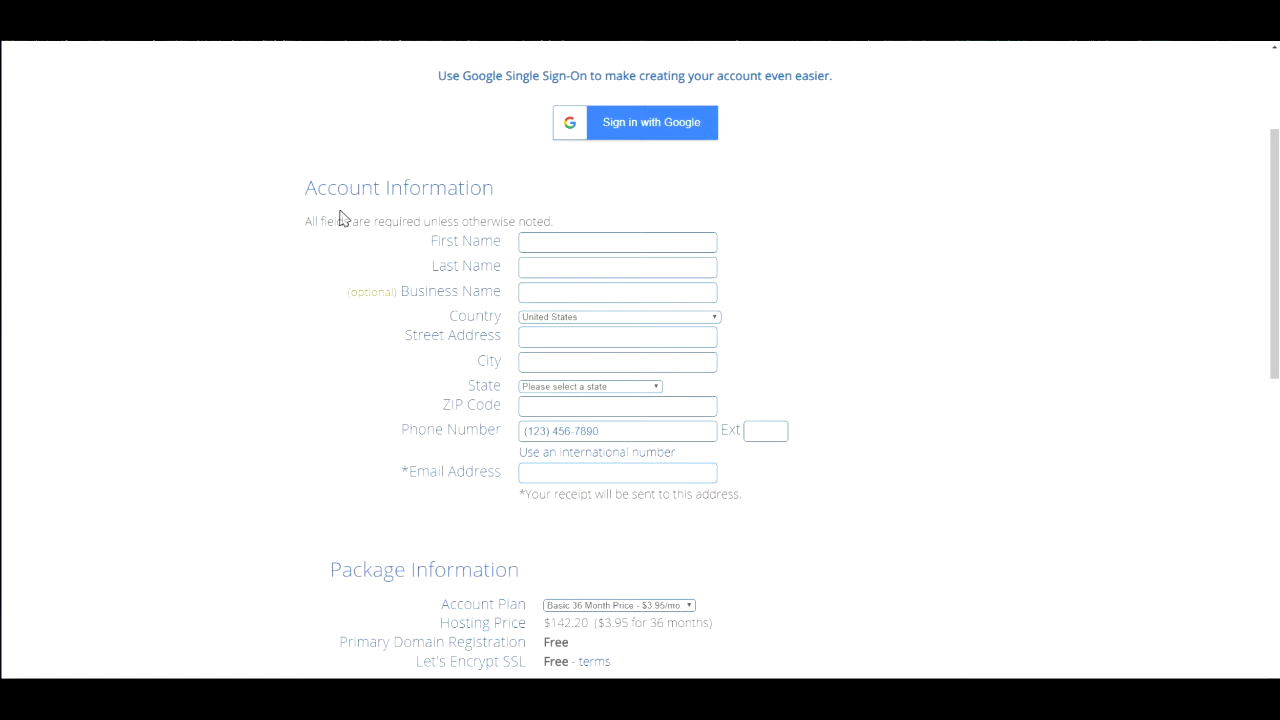 Use Google Single Sign-On to make creating your account even easier.
G Sign in with Google
Account Information
All fields are required unless otherwise noted.
First Name
Last Name
(optional) Business Name
Country United States
Street Address
City
State Please select a state
ZIP Code
Phone Number (123) 456-7890 Ext
Use an international number
*Email Address
*Your receipt will be sent to this address.
Package Information
Account Plan Basic 36 Month Price - $3.95/mo.
Hosting Price $142.20 ($3.95 for 36 months)
Primary Domain Registration Free
Let's Encrypt SSL Free - terms